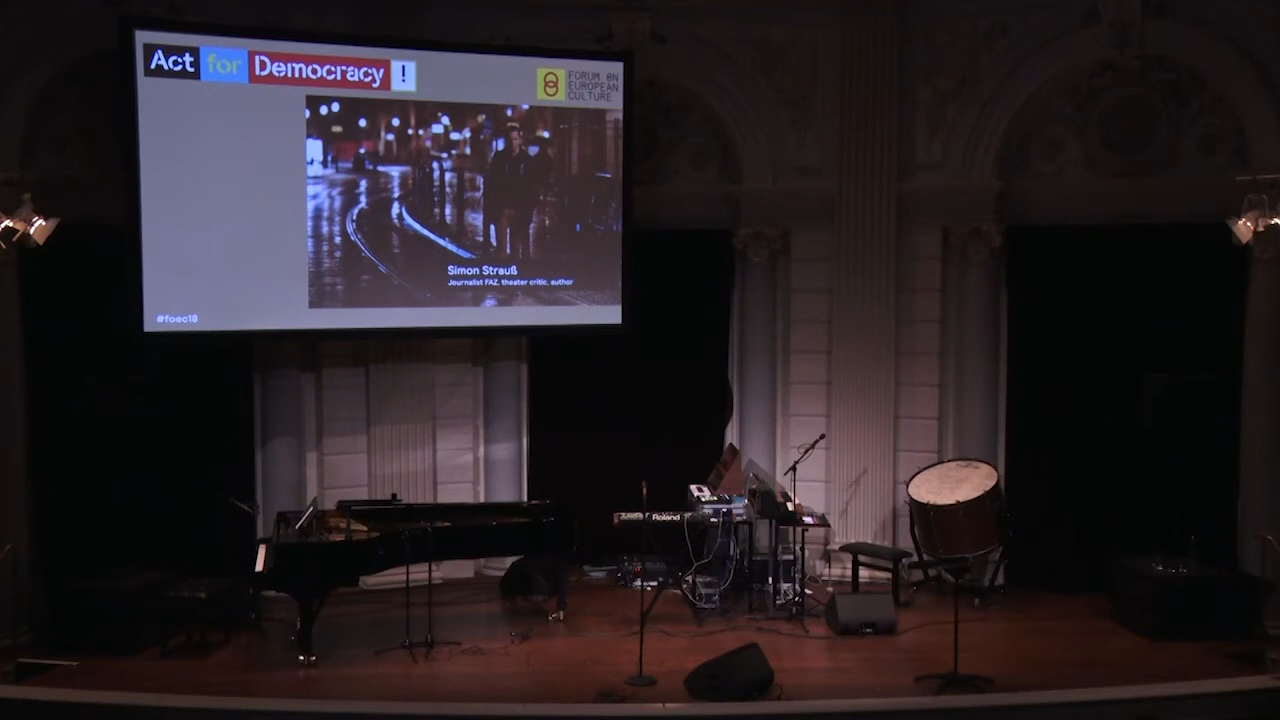 Act for Democracy !
FORUM ON
EUROPEAN
CULTURE
Simon Strauß
Journalist FAZ, theater critic, author
#foec18
Roland